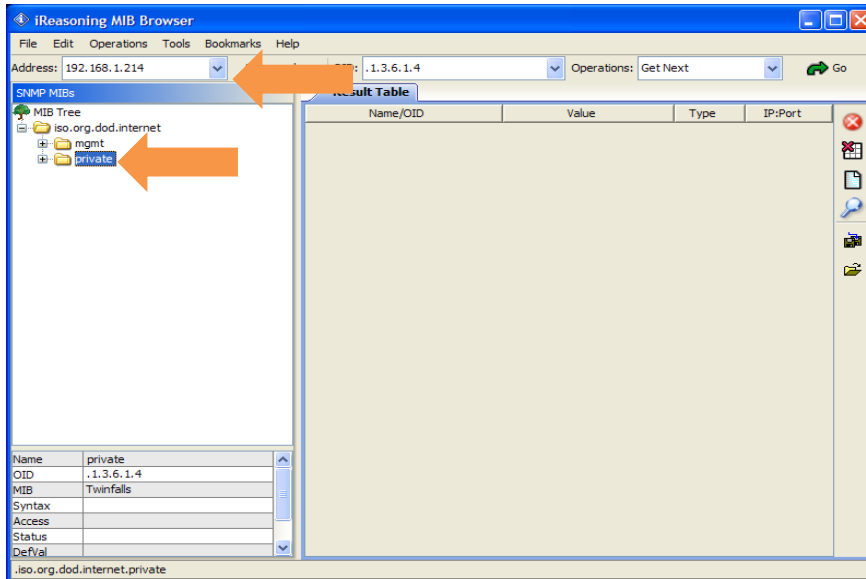 iReasoning MIB Browser
File Edit Operations Tools Bookmarks Help
Address: 192.168.1.214 : .1.3.6.1.4 Operations: Get Next Go
SNMP MIBs Result Table
MIB Tree
iso.org.dod.internet
mgmt
private
Name/OID Value Type IP:Port
Name private
OID .1.3.6.1.4
MIB Twinfalls
Syntax
Access
Status
DefVal
.iso.org.dod.internet.private